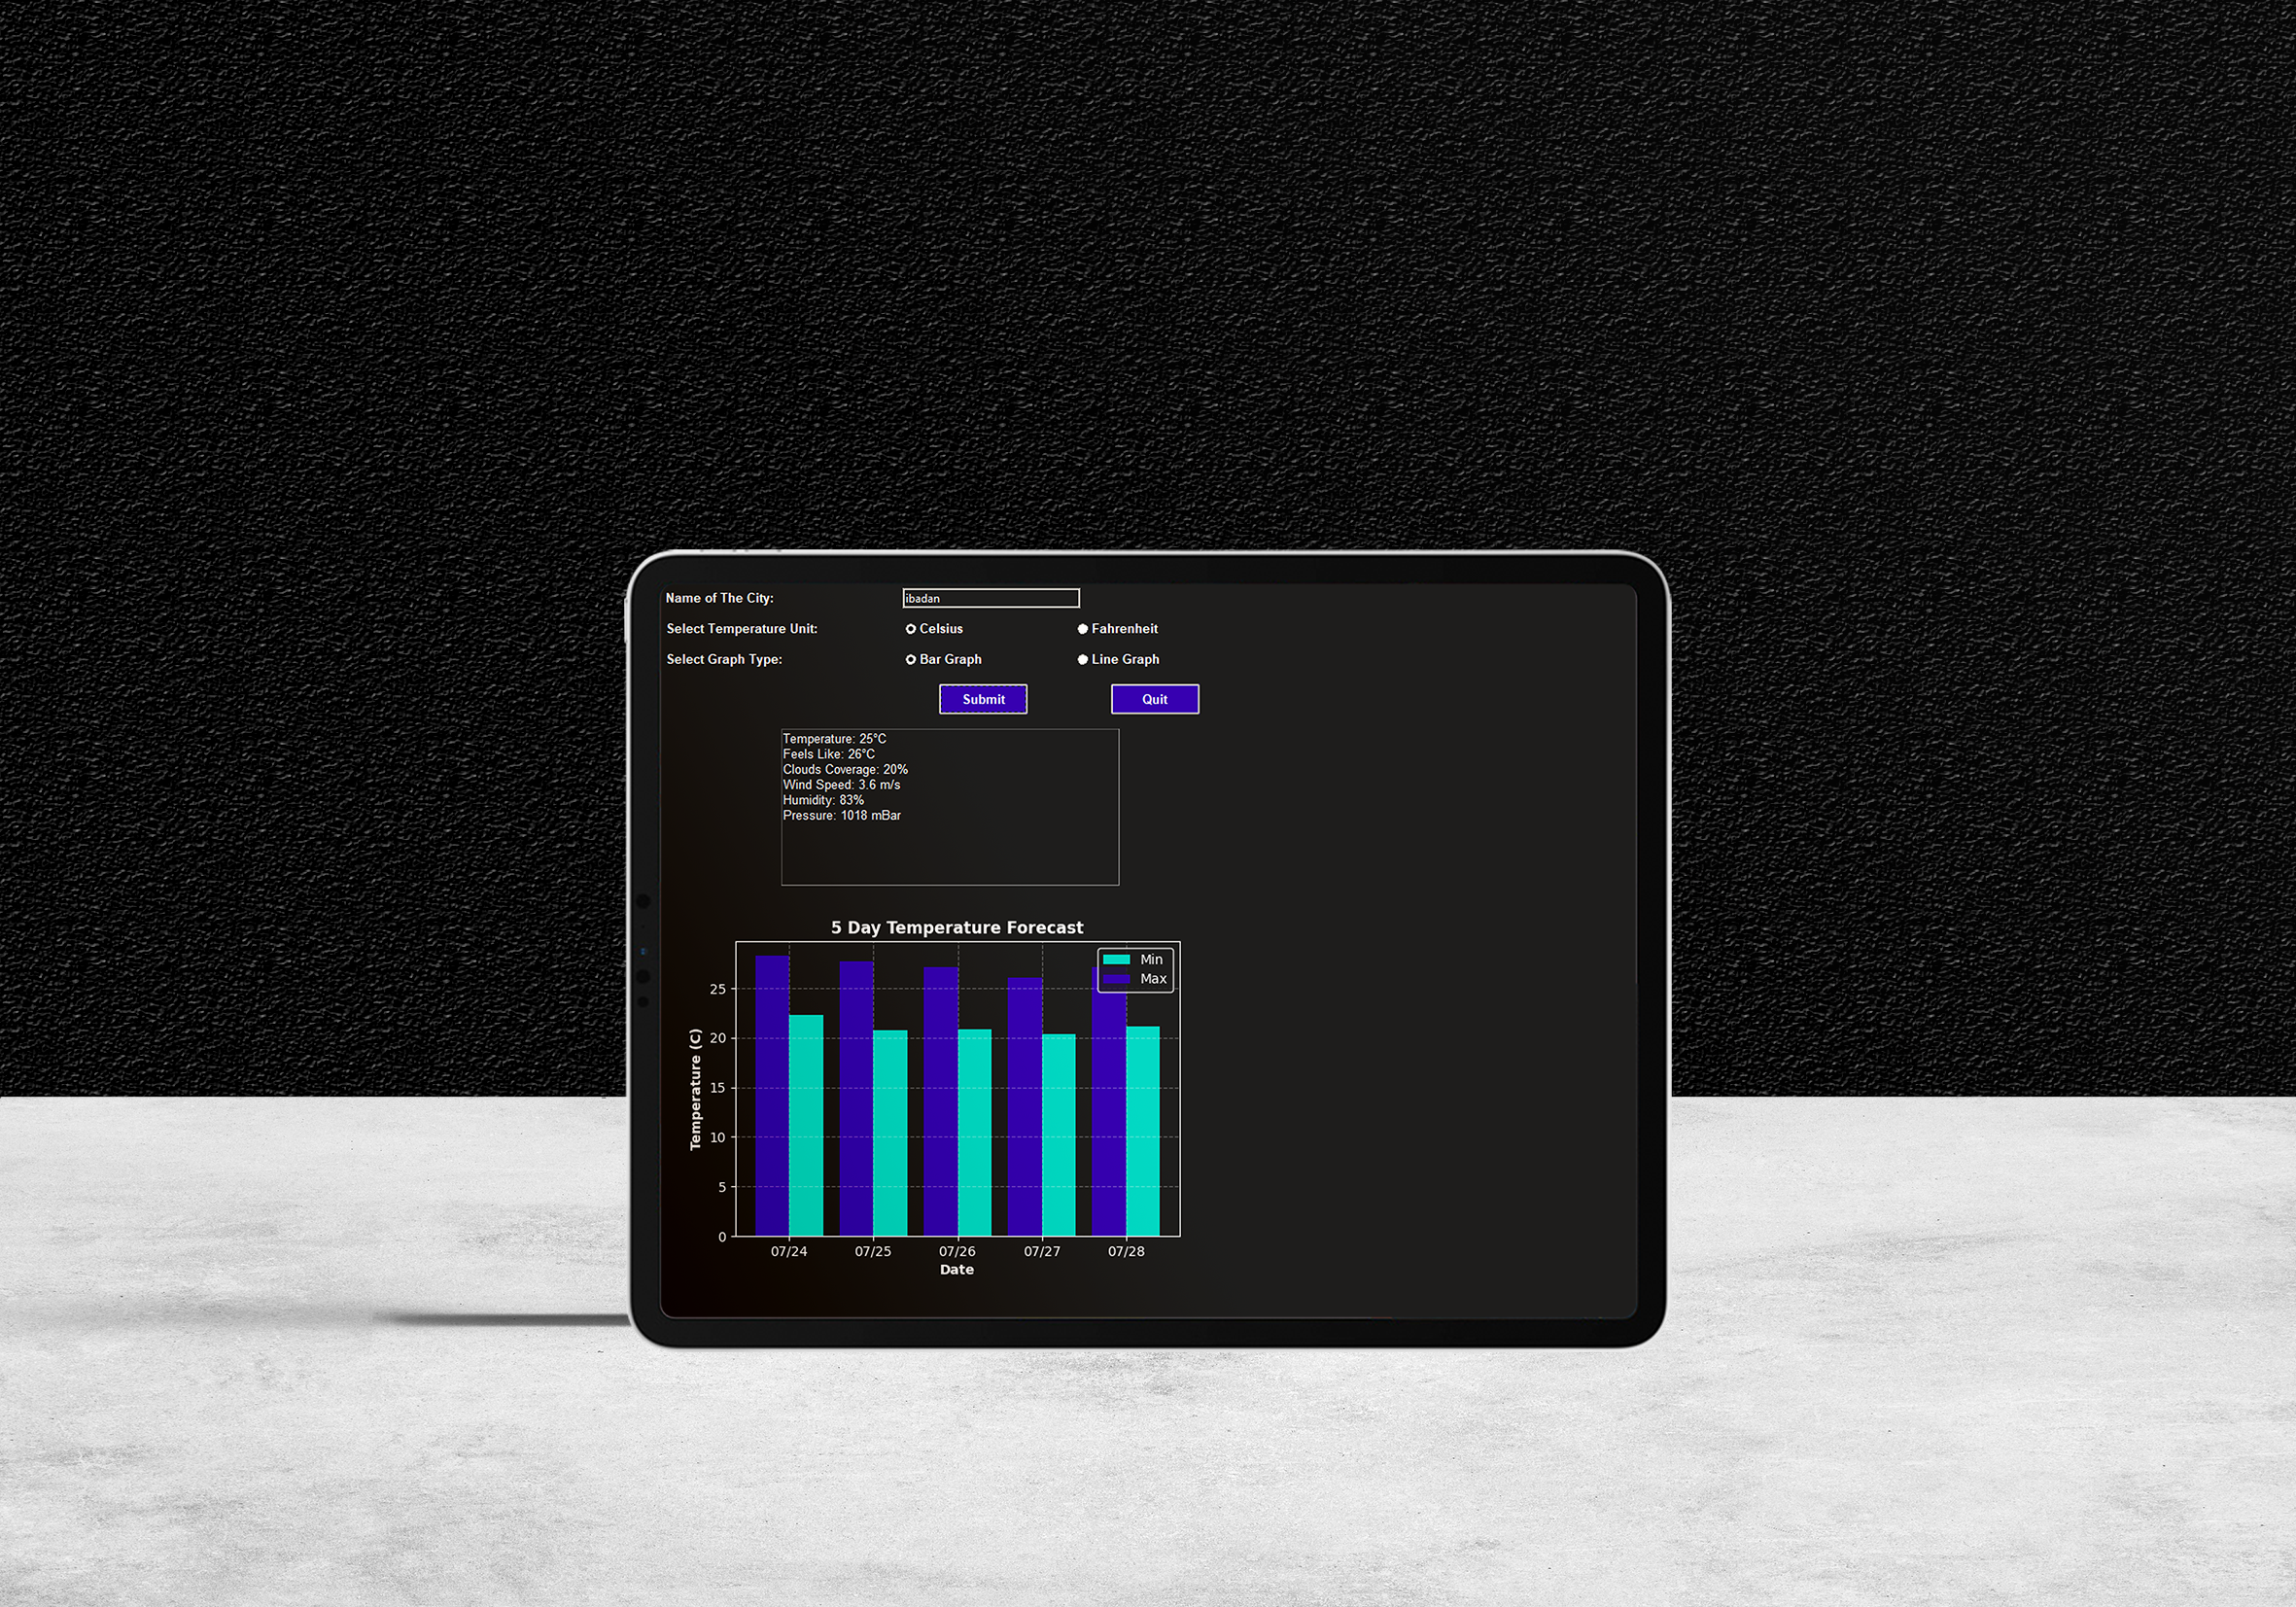 Name of The City: ibadan
Select Temperature Unit: Celsius Fahrenheit
Select Graph Type: Bar Graph Line Graph
Submit Quit
Temperature: 25°C
Feels Like: 26°C
Clouds Coverage: 20%
Wind Speed: 3.6 m/s
Humidity: 83%
Pressure: 1018 mBar
5 Day Temperature Forecast
Min
Max
Temperature (C)
25
20
15
10
5
0
07/24 07/25 07/26 07/27 07/28
Date